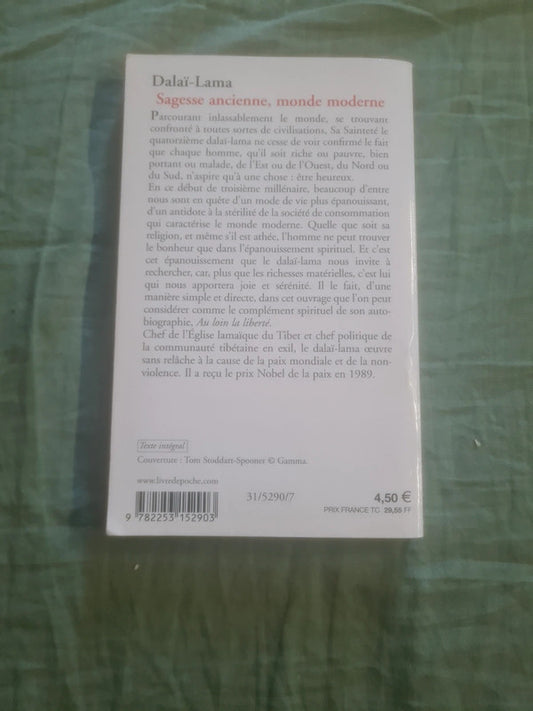 Dalaï-Lama
Sagesse ancienne, monde moderne
Parcourant inlassablement le monde, se trouvant
confronté à toutes sortes de civilisations, Sa Sainteté le
quatorzième dalaï-lama ne cesse de voir confirmé le fait
que chaque homme, qu'il soit riche ou pauvre, bien
portant ou malade, de l'Est ou de l'Ouest, du Nord ou
du Sud, n'aspire qu'à une chose : être heureux.
En ce début de troisième millénaire, beaucoup d'entre
nous sont en quête d'un mode de vie plus épanouissant,
d'un antidote à la stérilité de la société de consommation
qui caractérise le monde moderne. Quelle que soit sa
religion, et même s'il est athée, l'homme ne peut trouver
le bonheur que dans l'épanouissement spirituel. Et c'est
cet épanouissement que le dalaï-lama nous invite à
rechercher, car, plus que les richesses matérielles, c'est lui
qui nous apportera joie et sérénité. Il le fait, d'une
manière simple et directe, dans cet ouvrage que l'on peut
considérer comme le complément spirituel de son auto-
biographie, Au loin la liberté.
Chef de l'Église lamaïque du Tibet et chef politique de
la communauté tibétaine en exil, le dalaï-lama œuvre
sans relâche à la cause de la paix mondiale et de la non-
violence. Il a reçu le prix Nobel de la paix en 1989.
Texte intégral
Couverture : Tom Stoddart-Spooner © Gamma.
www.livredepoche.com
31/5290/7
4,50 €
PRIX FRANCE TC 29,55 FF
9 782253 152903